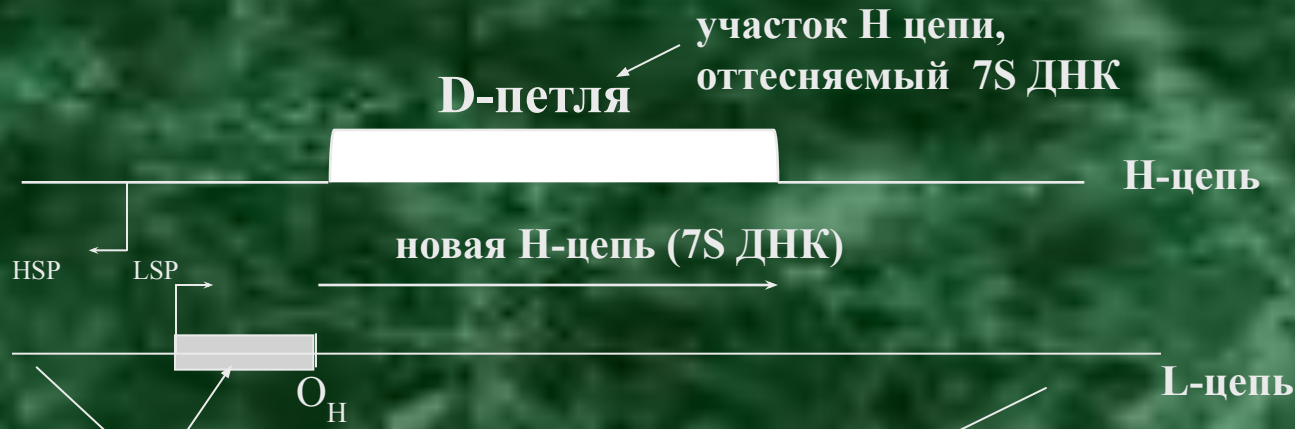 участок Н цепи,
оттесняемый 7S ДНК
D-петля
Н-цепь
новая Н-цепь (7S ДНК)
HSP LSP
OH
L-цепь